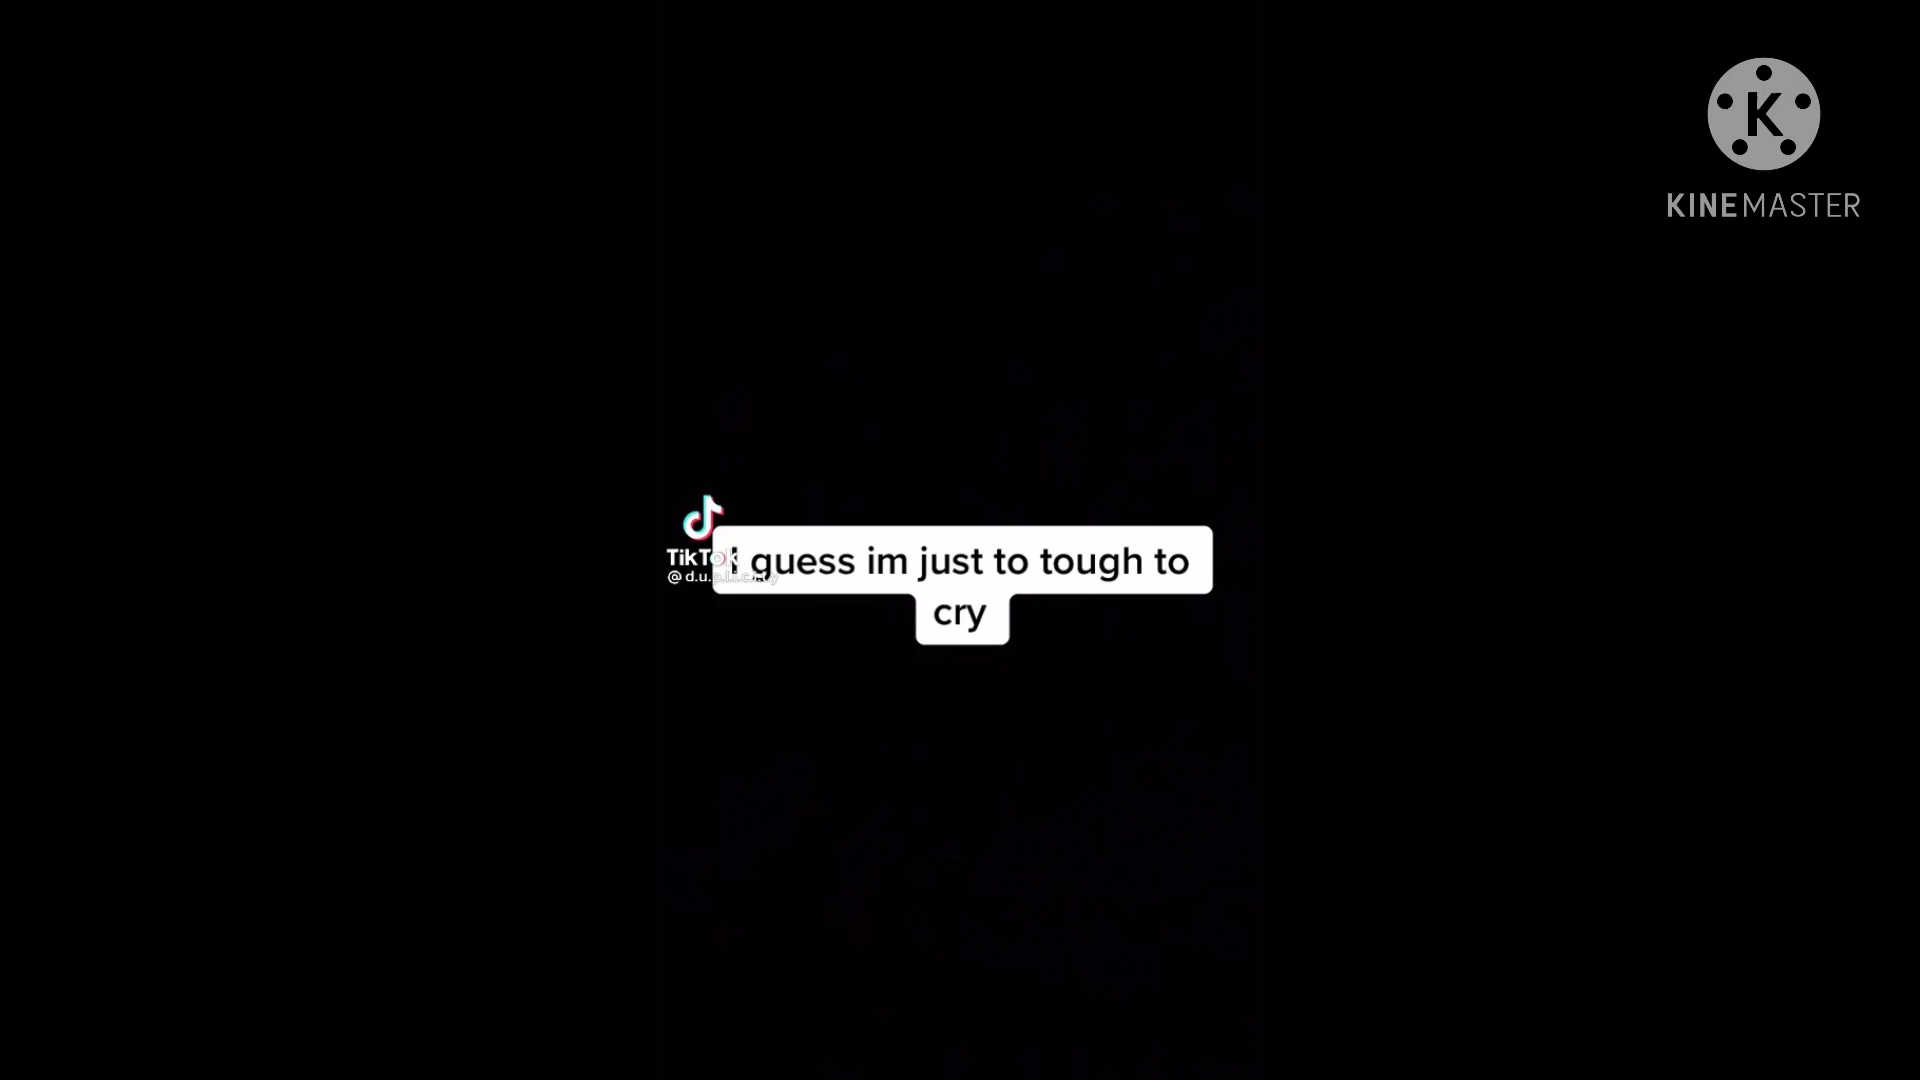 K
KINEMASTER
TikTok
@d.u.p.l.i.c.i.t.y
I guess im just to tough to
cry